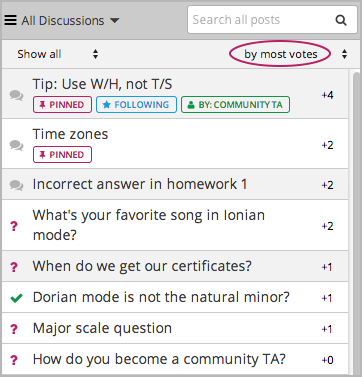 All Discussions
Search all posts
Show all
by most votes
Tip: Use W/H, not T/S
+4
PINNED
FOLLOWING
BY: COMMUNITY TA
Time zones
+2
PINNED
Incorrect answer in homework 1
+2
What's your favorite song in Ionian
mode?
+2
When do we get our certificates?
+1
Dorian mode is not the natural minor?
+1
Major scale question
+1
How do you become a community TA?
+0